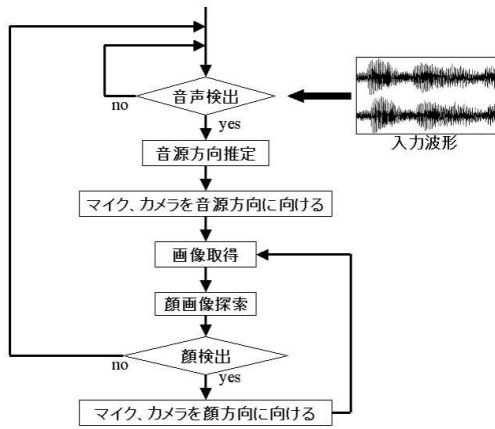 音声検出
no
yes
入力波形
音源方向推定
マイク、カメラを音源方向に向ける
画像取得
顔画像探索
顔検出
no
yes
マイク、カメラを顔方向に向ける